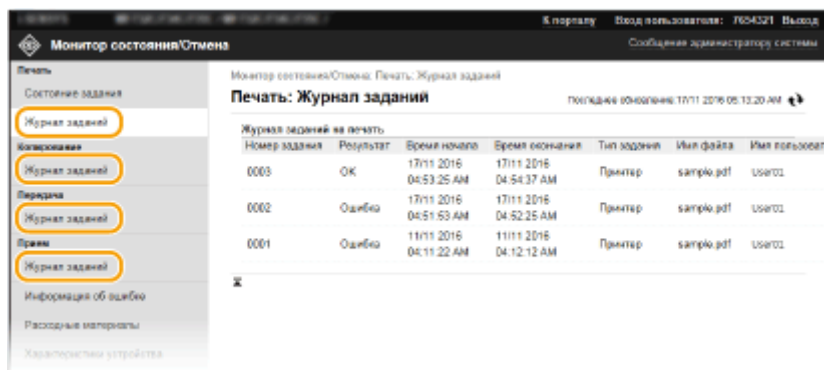 К порталу Вход пользователя: 7654321 Выход
Монитор состояния/Отмена
Сообщение администратору системы
Печать
Состояние задания
Журнал заданий
Копирование
Журнал заданий
Передача
Журнал заданий
Прием
Журнал заданий
Информация об ошибке
Расходные материалы
Характеристики устройства
Монитор состояния/Отмена: Печать: Журнал заданий
Печать: Журнал заданий
Последнее обновление: 17/11 2016 05:13:20 AM
Журнал заданий на печать
Номер задания Результат Время начала Время окончания Тип задания Имя файла Имя пользоват
0003 OK 17/11 2016 04:53:25 AM 17/11 2016 04:54:37 AM Принтер sample.pdf User01
0002 Ошибка 17/11 2016 04:51:53 AM 17/11 2016 04:52:25 AM Принтер sample.pdf User01
0001 Ошибка 11/11 2016 04:11:22 AM 11/11 2016 04:12:12 AM Принтер sample.pdf User01